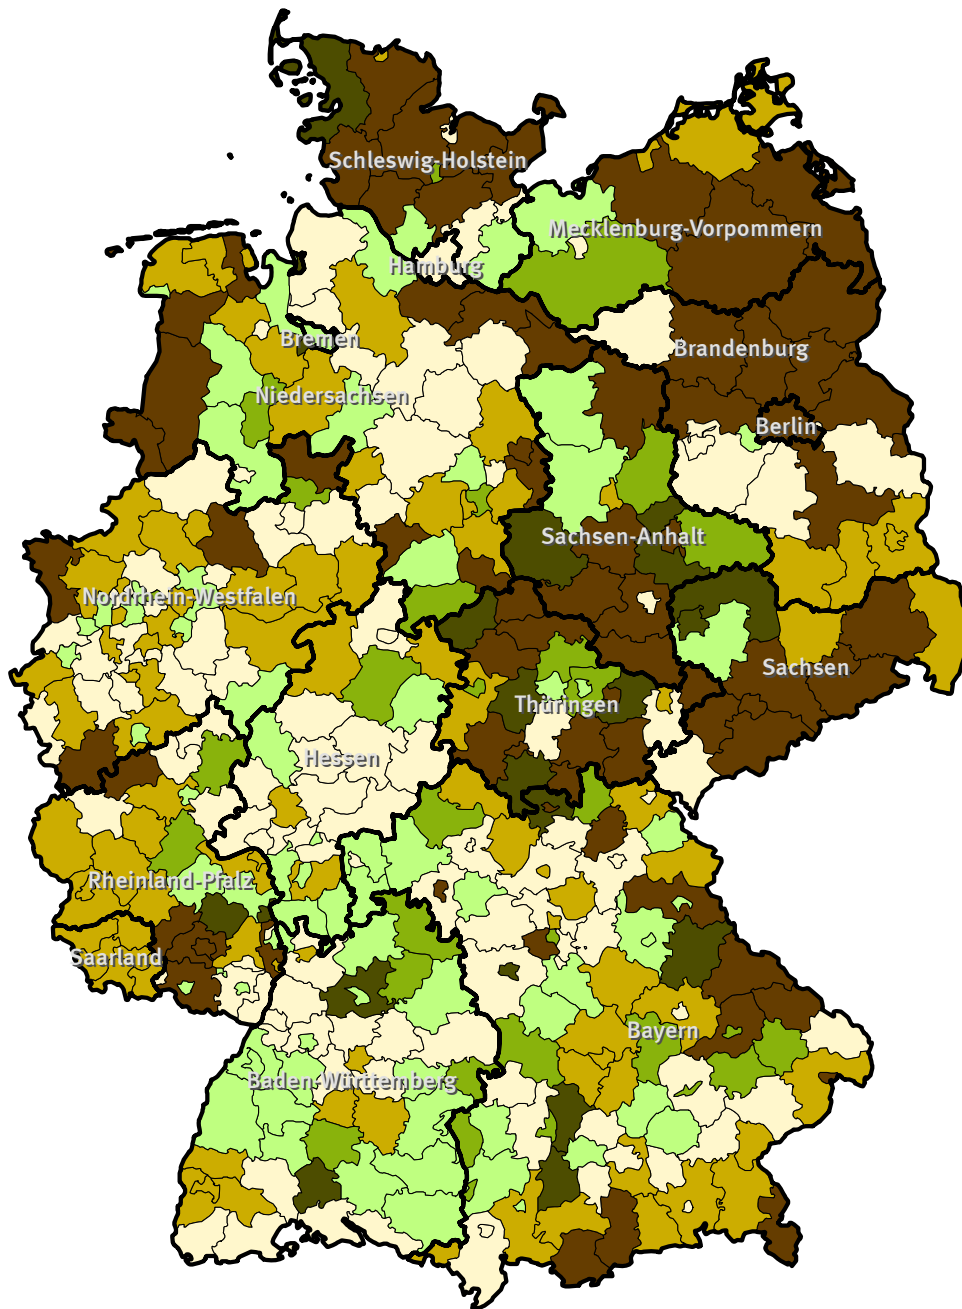 Schleswig-Holstein
Mecklenburg-Vorpommern
Hamburg
Bremen
Brandenburg
Niedersachsen
Berlin
Sachsen-Anhalt
Nordrhein-Westfalen
Sachsen
Thüringen
Hessen
Rheinland-Pfalz
Saarland
Bayern
Baden-Württemberg